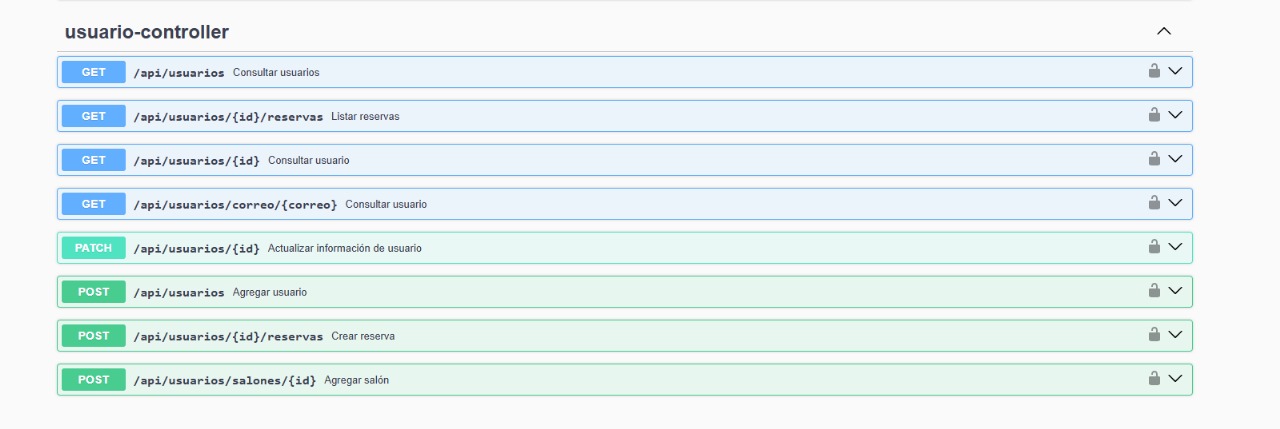 usuario-controller
GET /api/usuarios Consultar usuarios
GET /api/usuarios/{id}/reservas Listar reservas
GET /api/usuarios/{id} Consultar usuario
GET /api/usuarios/correo/{correo} Consultar usuario
PATCH /api/usuarios/{id} Actualizar información de usuario
POST /api/usuarios Agregar usuario
POST /api/usuarios/{id}/reservas Crear reserva
POST /api/usuarios/salones/{id} Agregar salón